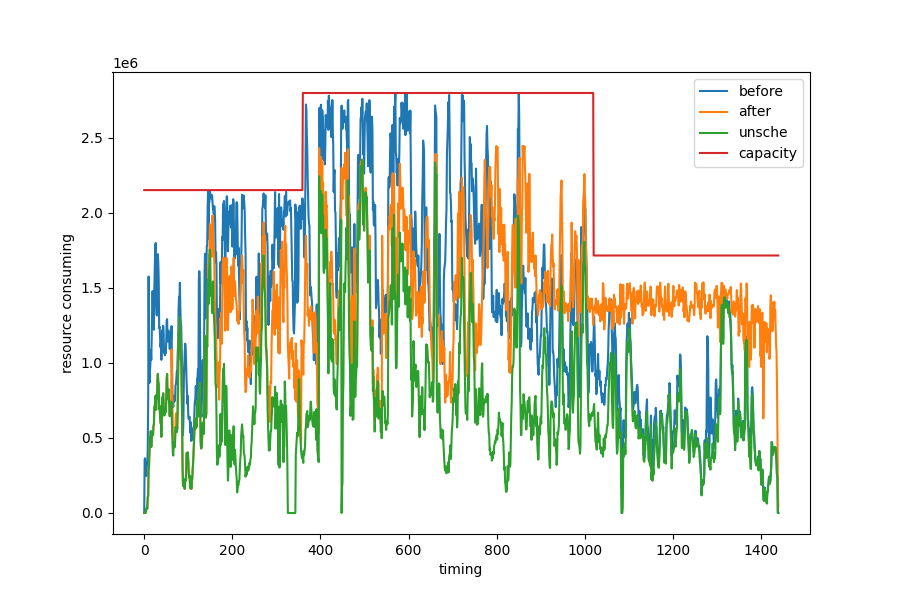 1e6
before
after
unsche
capacity
2.5
2.0
1.5
1.0
0.5
0.0
resource consuming
0 200 400 600 800 1000 1200 1400
timing